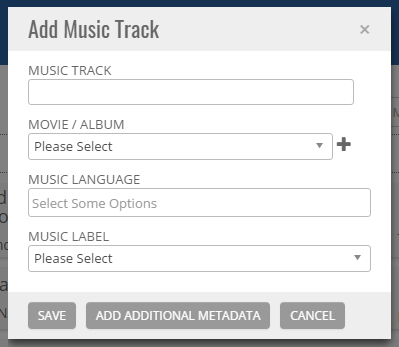 Add Music Track ×
MUSIC TRACK
MOVIE / ALBUM
Please Select
MUSIC LANGUAGE
Select Some Options
MUSIC LABEL
Please Select
SAVE ADD ADDITIONAL METADATA CANCEL